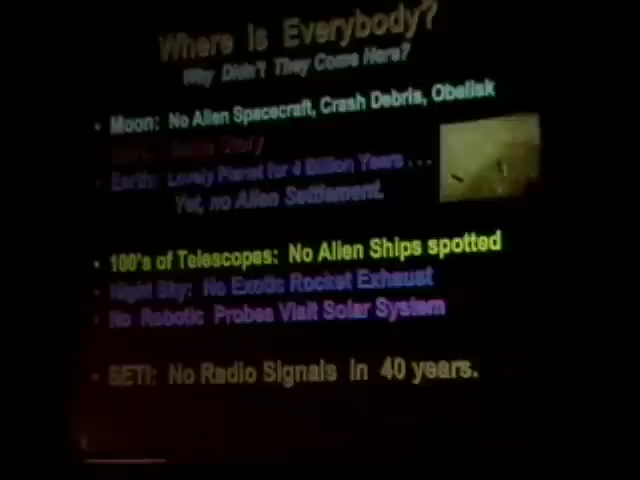 Where Is Everybody?
Why Didn't They Come Here?
• Moon: No Alien Spacecraft, Crash Debris, Obelisk
Story
• Earth: Lovely Planet for 4 Billion Years . . .
Yet, no Alien Settlement.
• 100's of Telescopes: No Alien Ships spotted
• Night Sky: No Exotic Rocket Exhaust
• No Robotic Probes Visit Solar System
• SETI: No Radio Signals in 40 years.